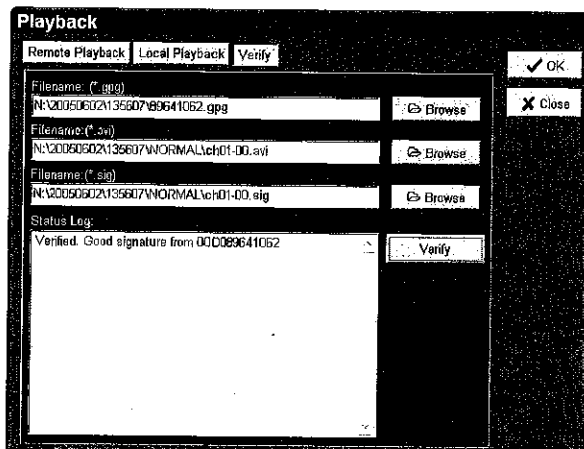 Playback
Remote Playback Local Playback Verify
OK
Close
Filename: (*.gpg)
N:\20050602\135607\89641062.gpg Browse
Filename:(*.avi)
N:\20050602\135607\NORMAL\ch01-00.avi Browse
Filename:(*.sig)
N:\20050602\135607\NORMAL\ch01-00.sig Browse
Status Log:
Verified. Good signature from 00D089641062 Verify